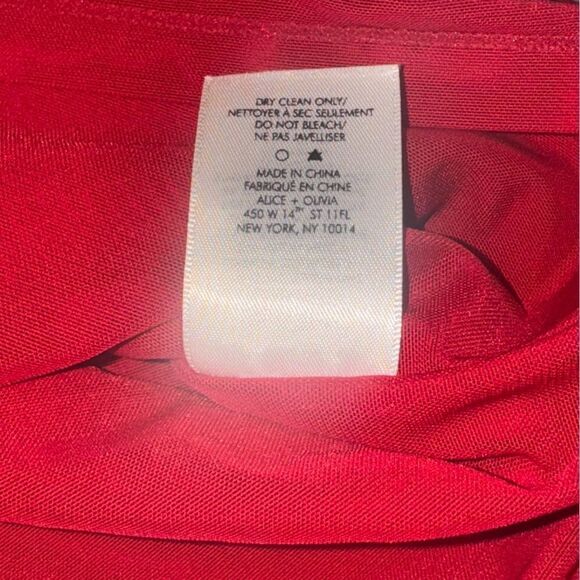 DRY CLEAN ONLY/
NETTOYER À SEC SEULEMENT
DO NOT BLEACH/
NE PAS JAVELLISER
MADE IN CHINA
FABRIQUÉ EN CHINE
ALICE + OLIVIA
450 W 14TH ST 11FL
NEW YORK, NY 10014